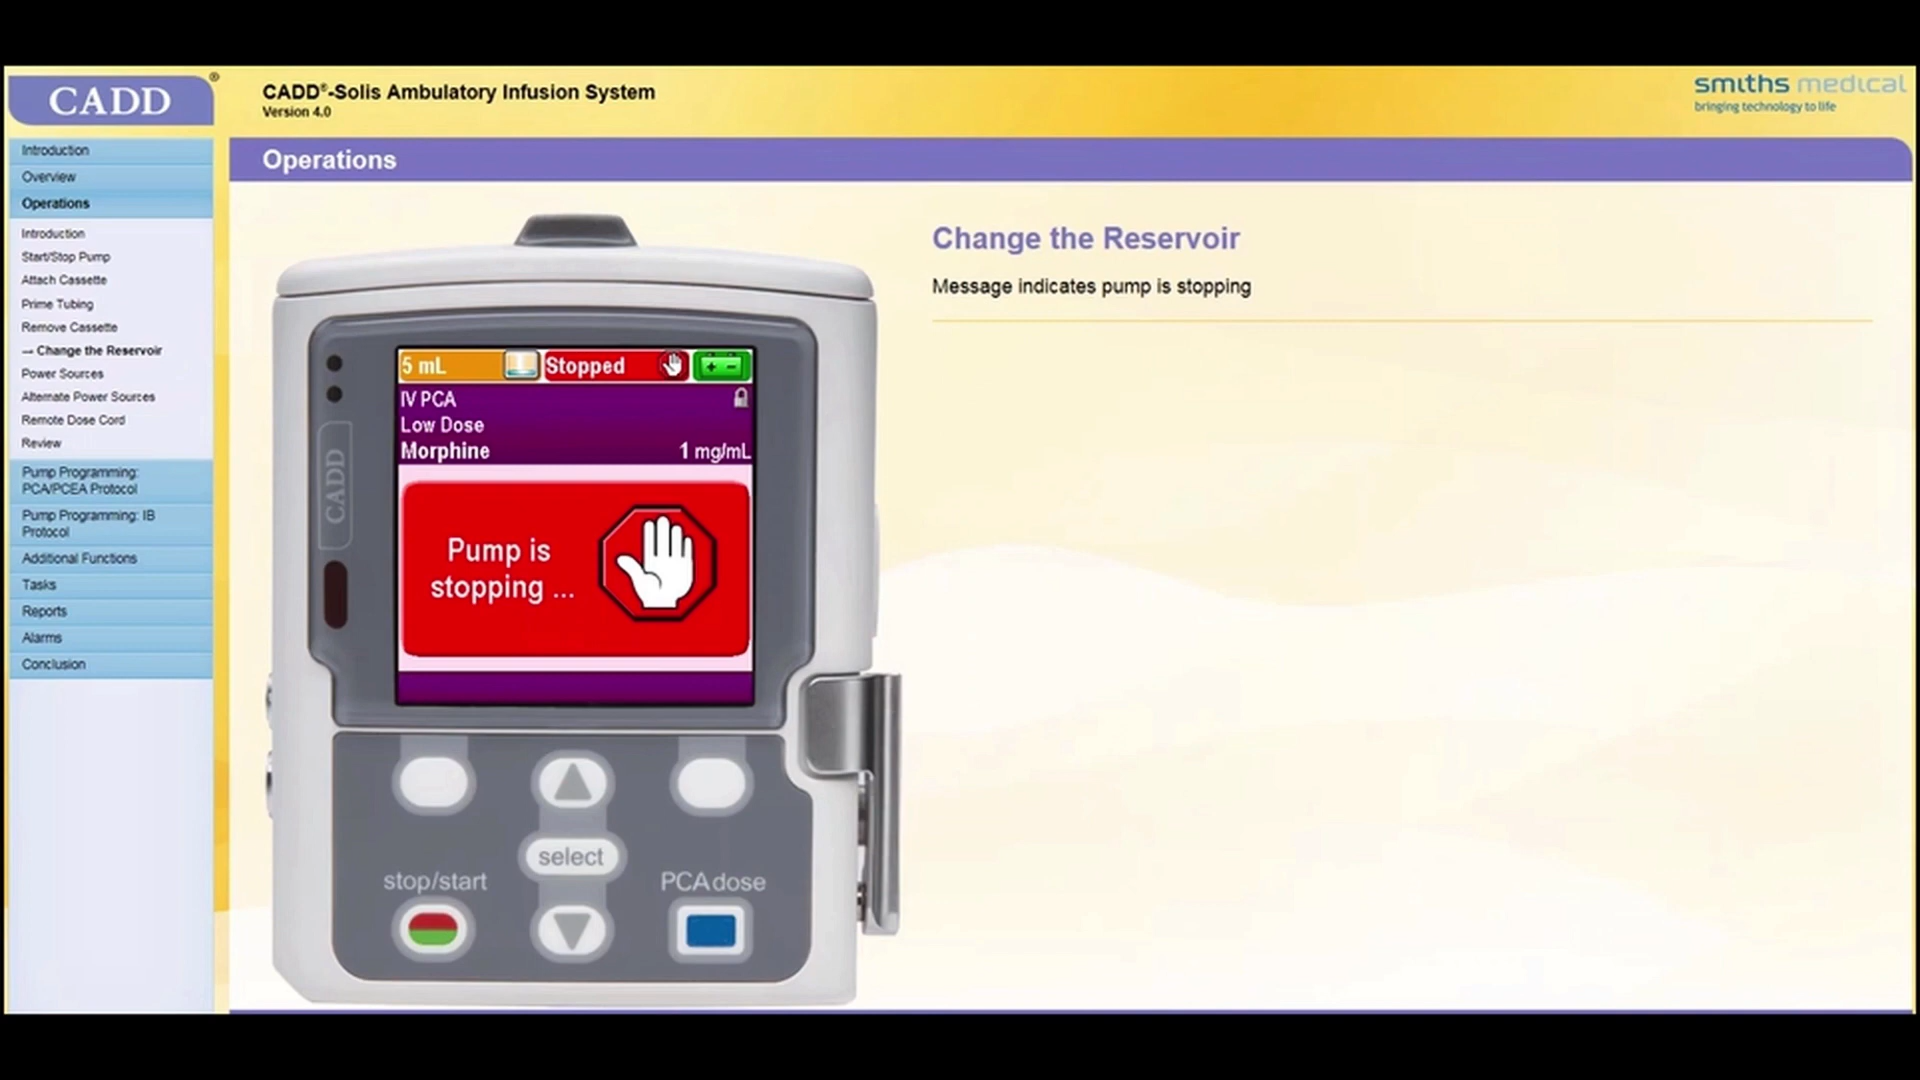 CADD®
CADD®-Solis Ambulatory Infusion System
Version 4.0
smiths medical
bringing technology to life
Introduction
Overview
Operations
Introduction
Start/Stop Pump
Attach Cassette
Prime Tubing
Remove Cassette
→ Change the Reservoir
Power Sources
Alternate Power Sources
Remote Dose Cord
Review
Pump Programming:
PCA/PCEA Protocol
Pump Programming: IB
Protocol
Additional Functions
Tasks
Reports
Alarms
Conclusion
Operations
5 mL
Stopped
IV PCA
Low Dose
Morphine 1 mg/mL
CADD
Pump is
stopping ...
select
stop/start
PCA dose
Change the Reservoir
Message indicates pump is stopping